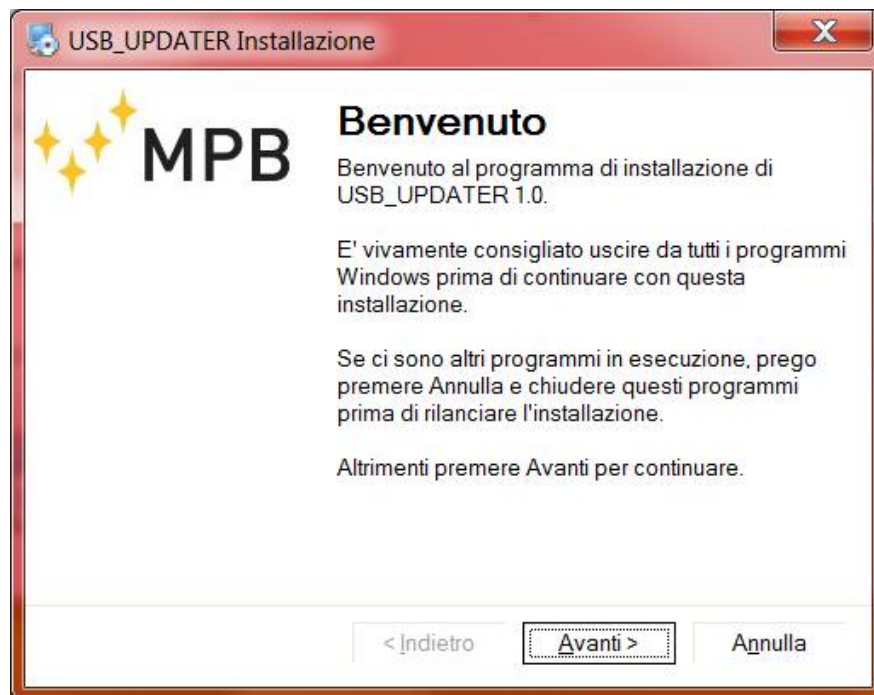 USB_UPDATER Installazione
MPB
Benvenuto
Benvenuto al programma di installazione di
USB_UPDATER 1.0.
E' vivamente consigliato uscire da tutti i programmi
Windows prima di continuare con questa
installazione.
Se ci sono altri programmi in esecuzione, prego
premere Annulla e chiudere questi programmi
prima di rilanciare l'installazione.
Altrimenti premere Avanti per continuare.
< Indietro Avanti > Annulla